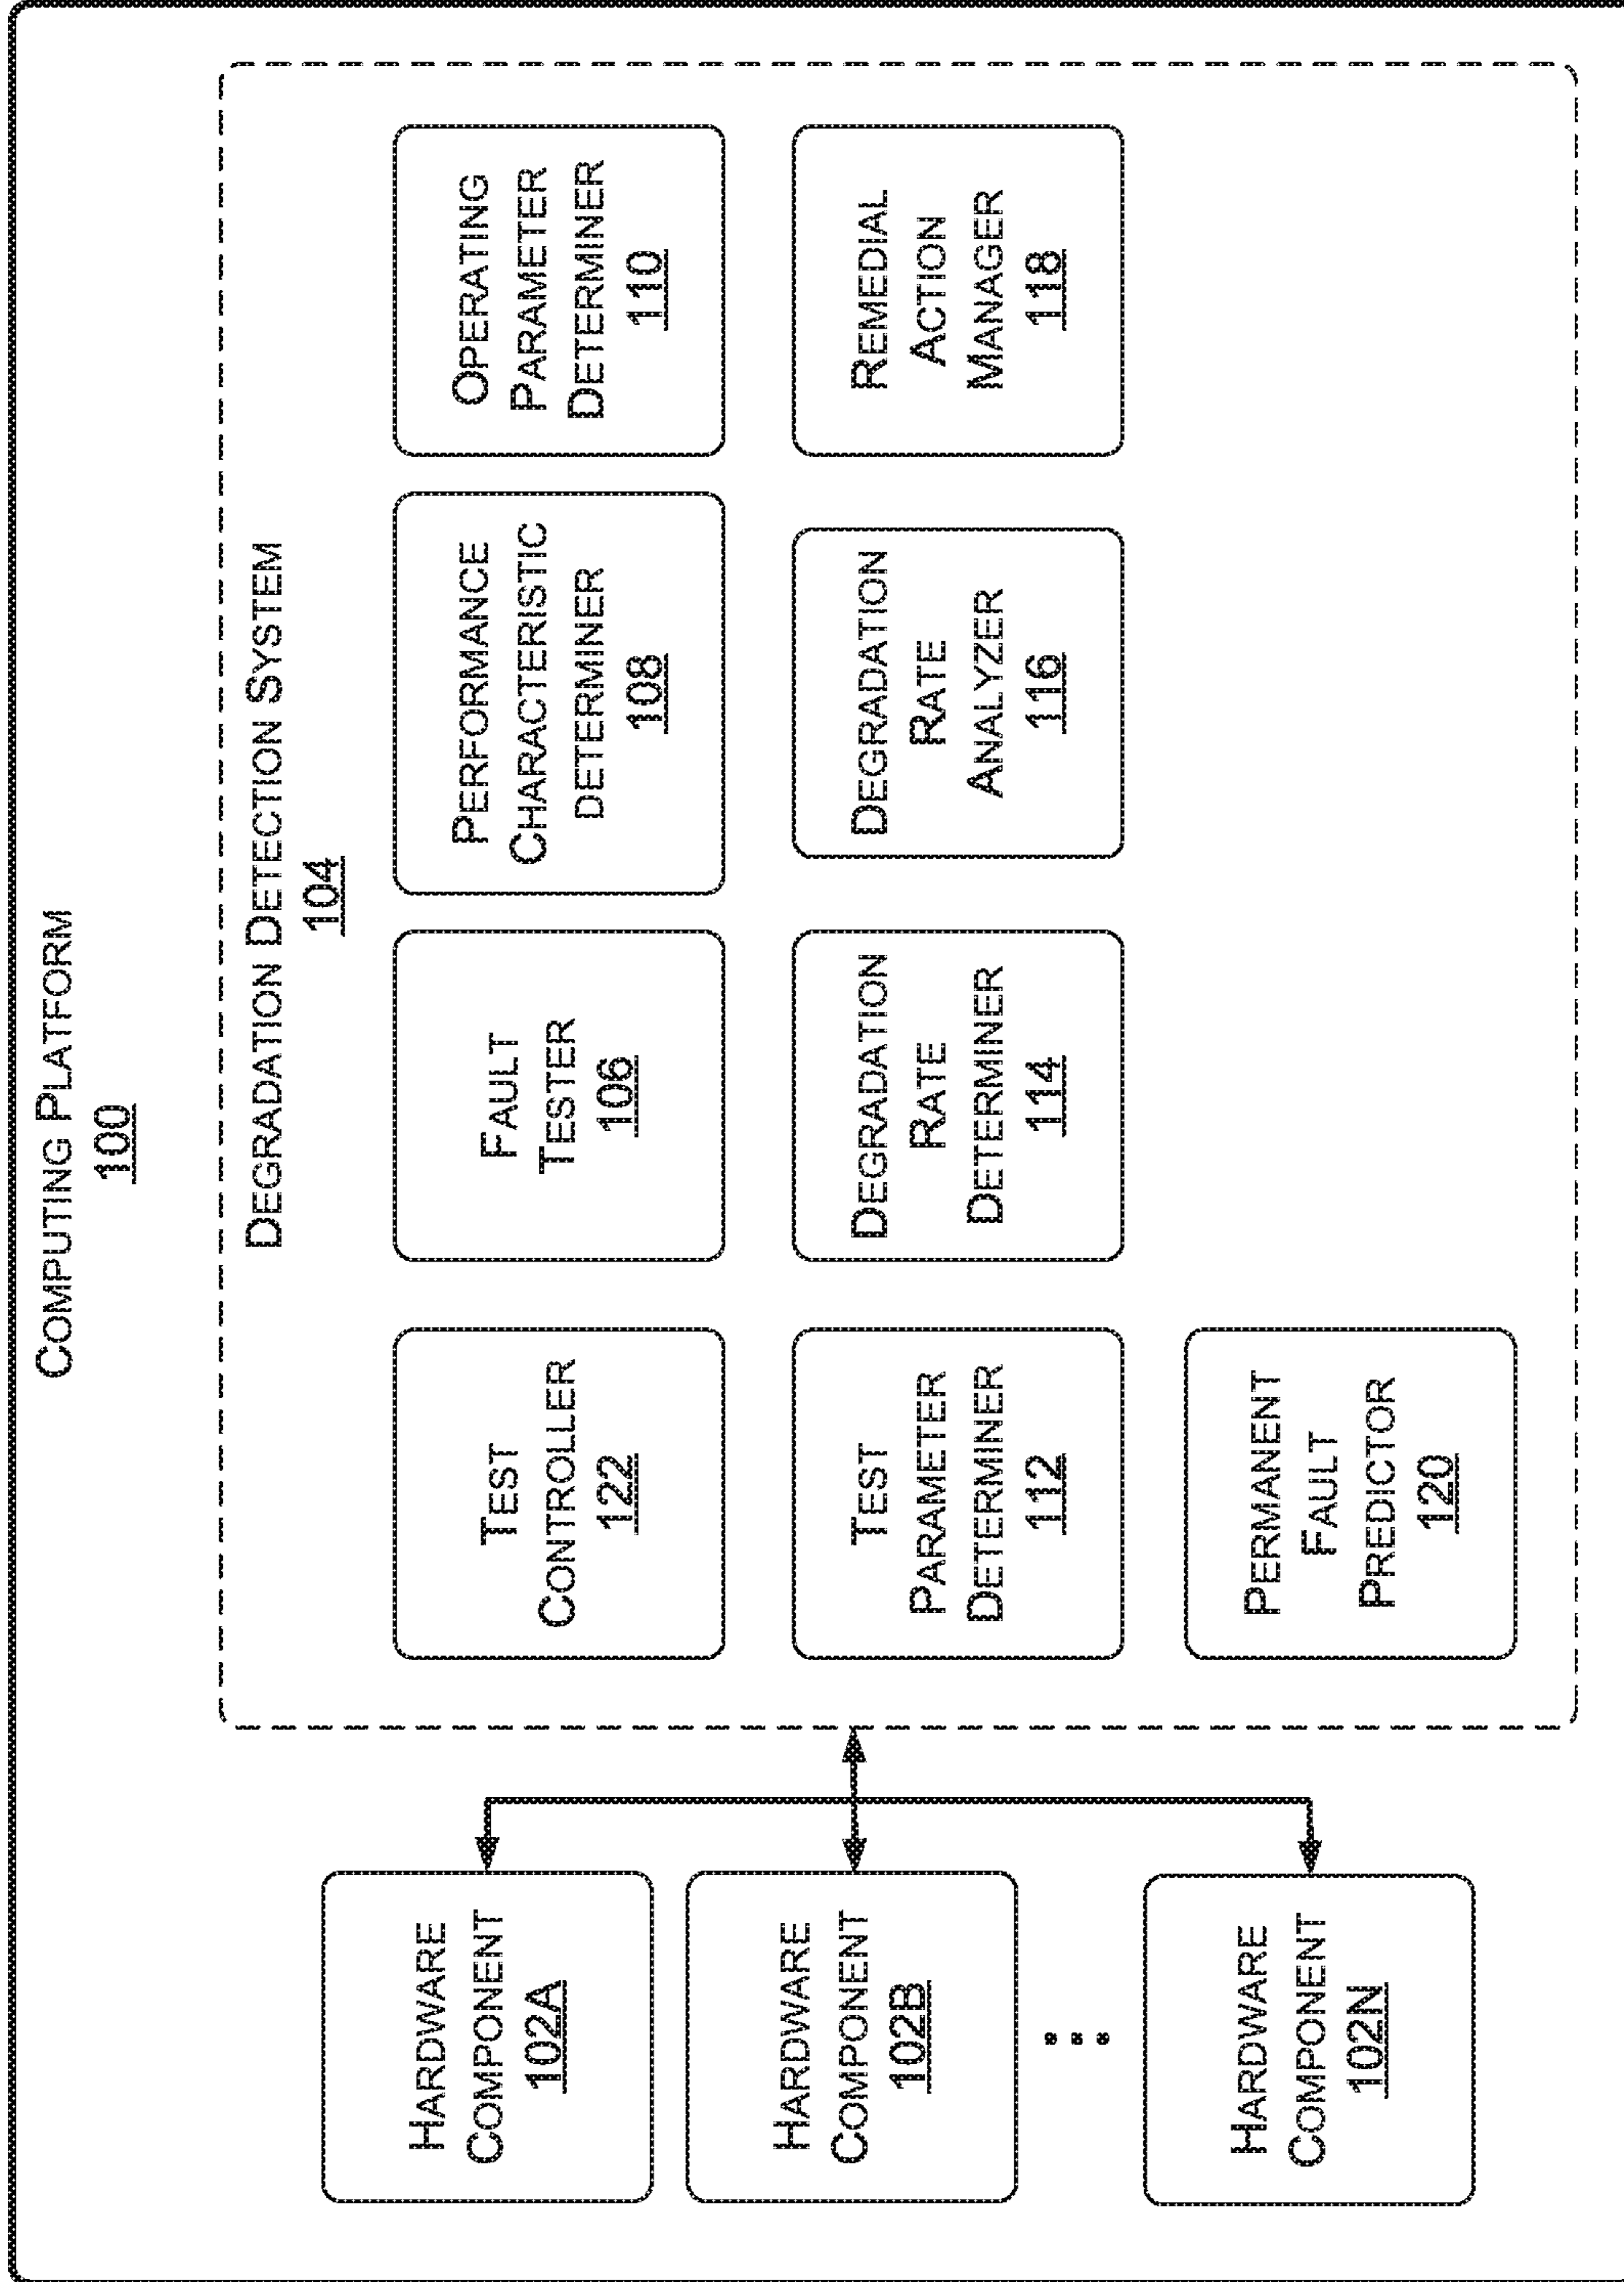 COMPUTING PLATFORM
100
HARDWARE
COMPONENT
102A
HARDWARE
COMPONENT
102B
HARDWARE
COMPONENT
102N
DEGRADATION DETECTION SYSTEM
104
TEST
CONTROLLER
122
FAULT
TESTER
106
PERFORMANCE
CHARACTERISTIC
DETERMINER
108
OPERATING
PARAMETER
DETERMINER
110
TEST
PARAMETER
DETERMINER
112
DEGRADATION
RATE
DETERMINER
114
DEGRADATION
RATE
ANALYZER
116
REMEDIAL
ACTION
MANAGER
118
PERMANENT
FAULT
PREDICTOR
120